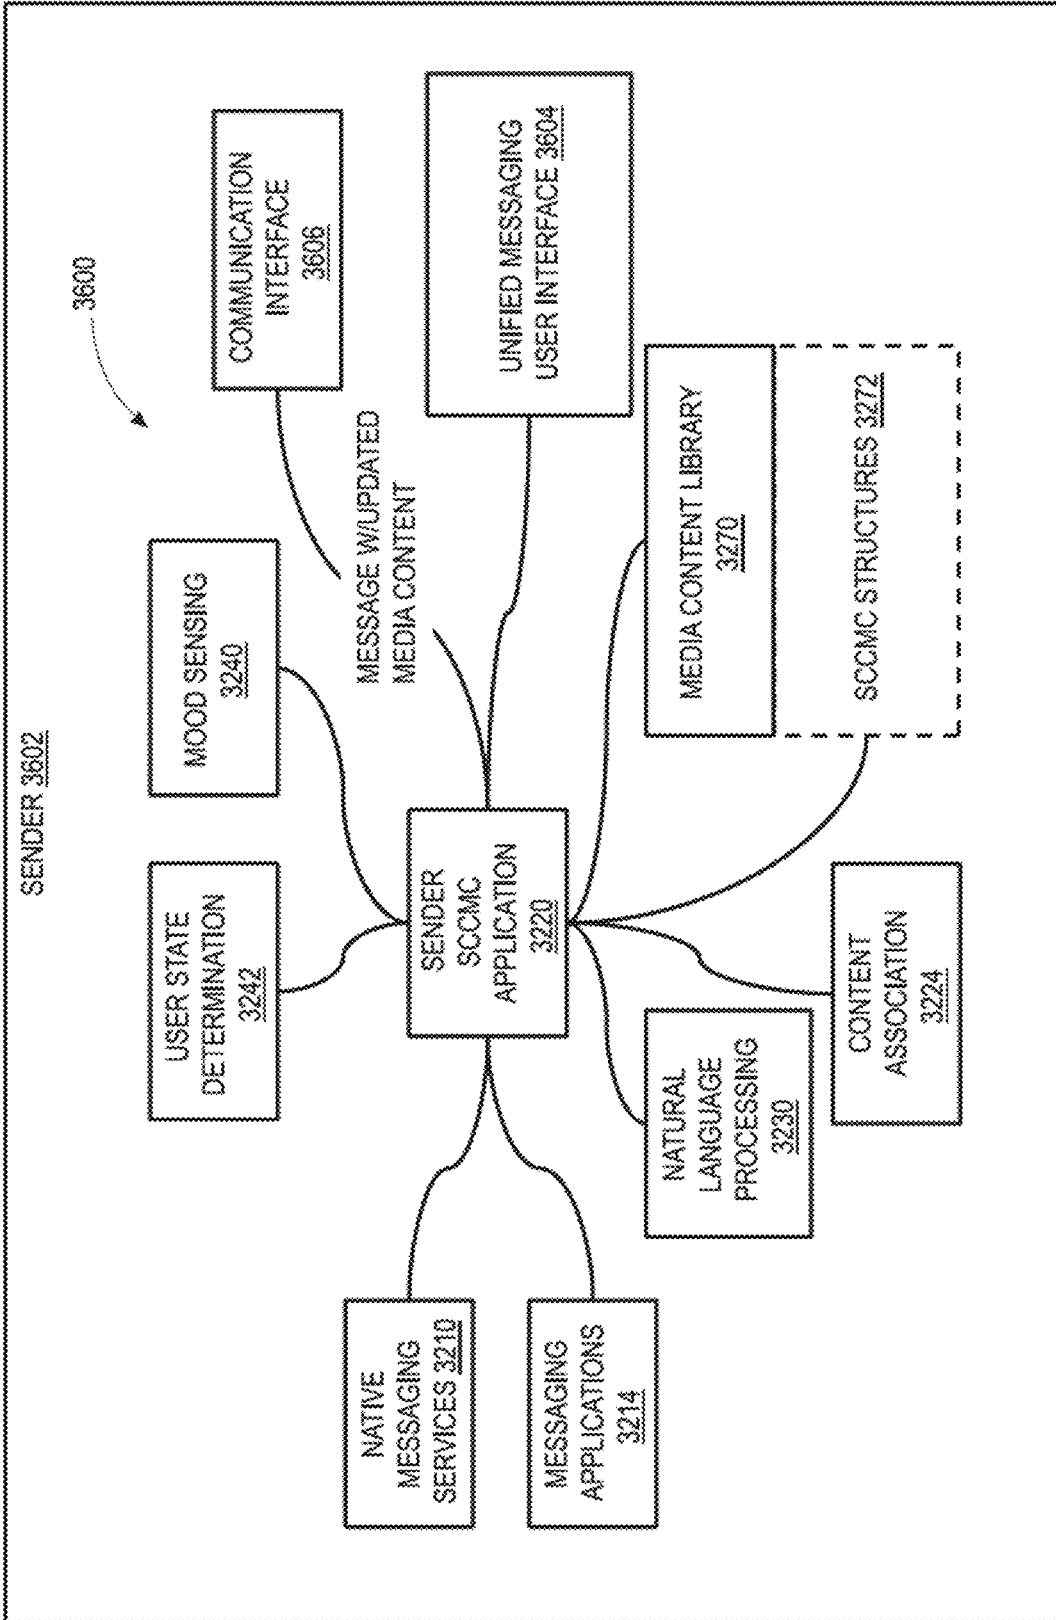 SENDER 3602
3600
USER STATE
DETERMINATION
3242
MOOD SENSING
3240
COMMUNICATION
INTERFACE
3606
MESSAGE W/UPDATED
MEDIA CONTENT
NATIVE
MESSAGING
SERVICES 3210
SENDER
SCCMC
APPLICATION
3220
UNIFIED MESSAGING
USER INTERFACE 3604
MESSAGING
APPLICATIONS
3214
NATURAL
LANGUAGE
PROCESSING
3230
MEDIA CONTENT LIBRARY
3270
CONTENT
ASSOCIATION
3224
SCCMC STRUCTURES 3272